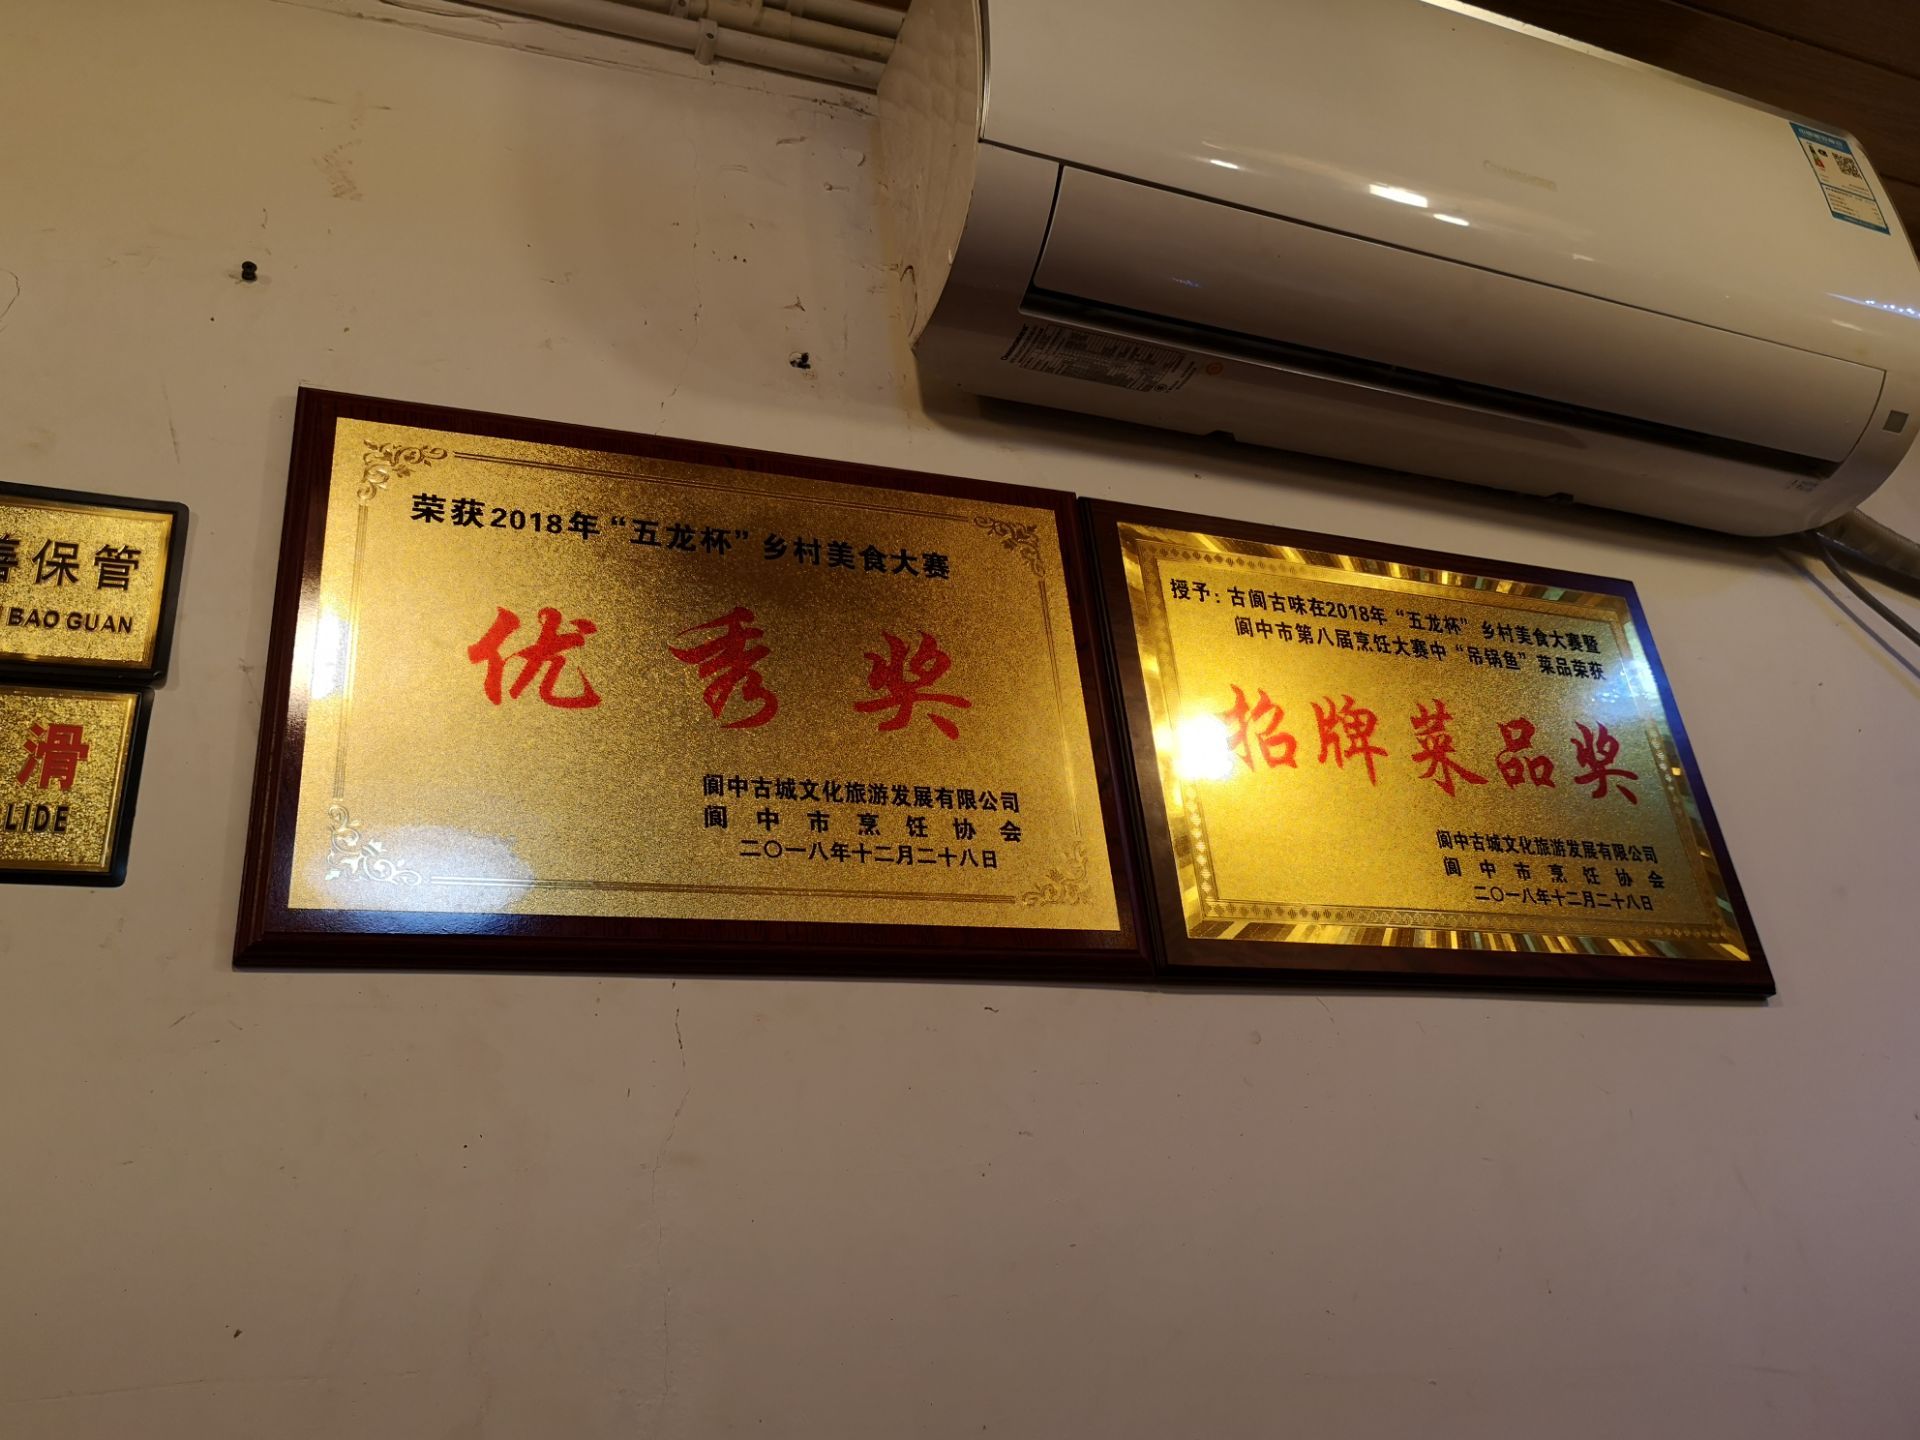 善保管
BAO GUAN
滑
LIDE
荣获2018年“五龙杯”乡村美食大赛
优秀奖
阆中古城文化旅游发展有限公司
阆中市烹饪协会
二〇一八年十二月二十八日
授予：古阆古味在2018年“五龙杯”乡村美食大赛暨
阆中市第八届烹饪大赛中“吊锅鱼”菜品荣获
招牌菜品奖
阆中古城文化旅游发展有限公司
阆中市烹饪协会
二〇一八年十二月二十八日